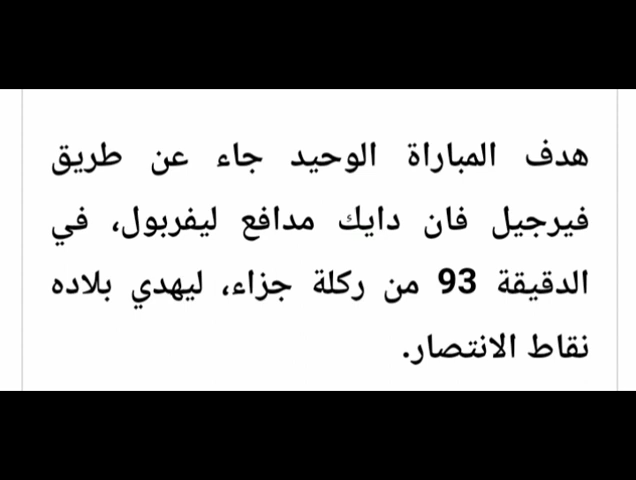 هدف المباراة الوحيد جاء عن طريق
فيرجيل فان دايك مدافع ليفربول، في
الدقيقة 93 من ركلة جزاء، ليهدي بلاده
نقاط الانتصار.